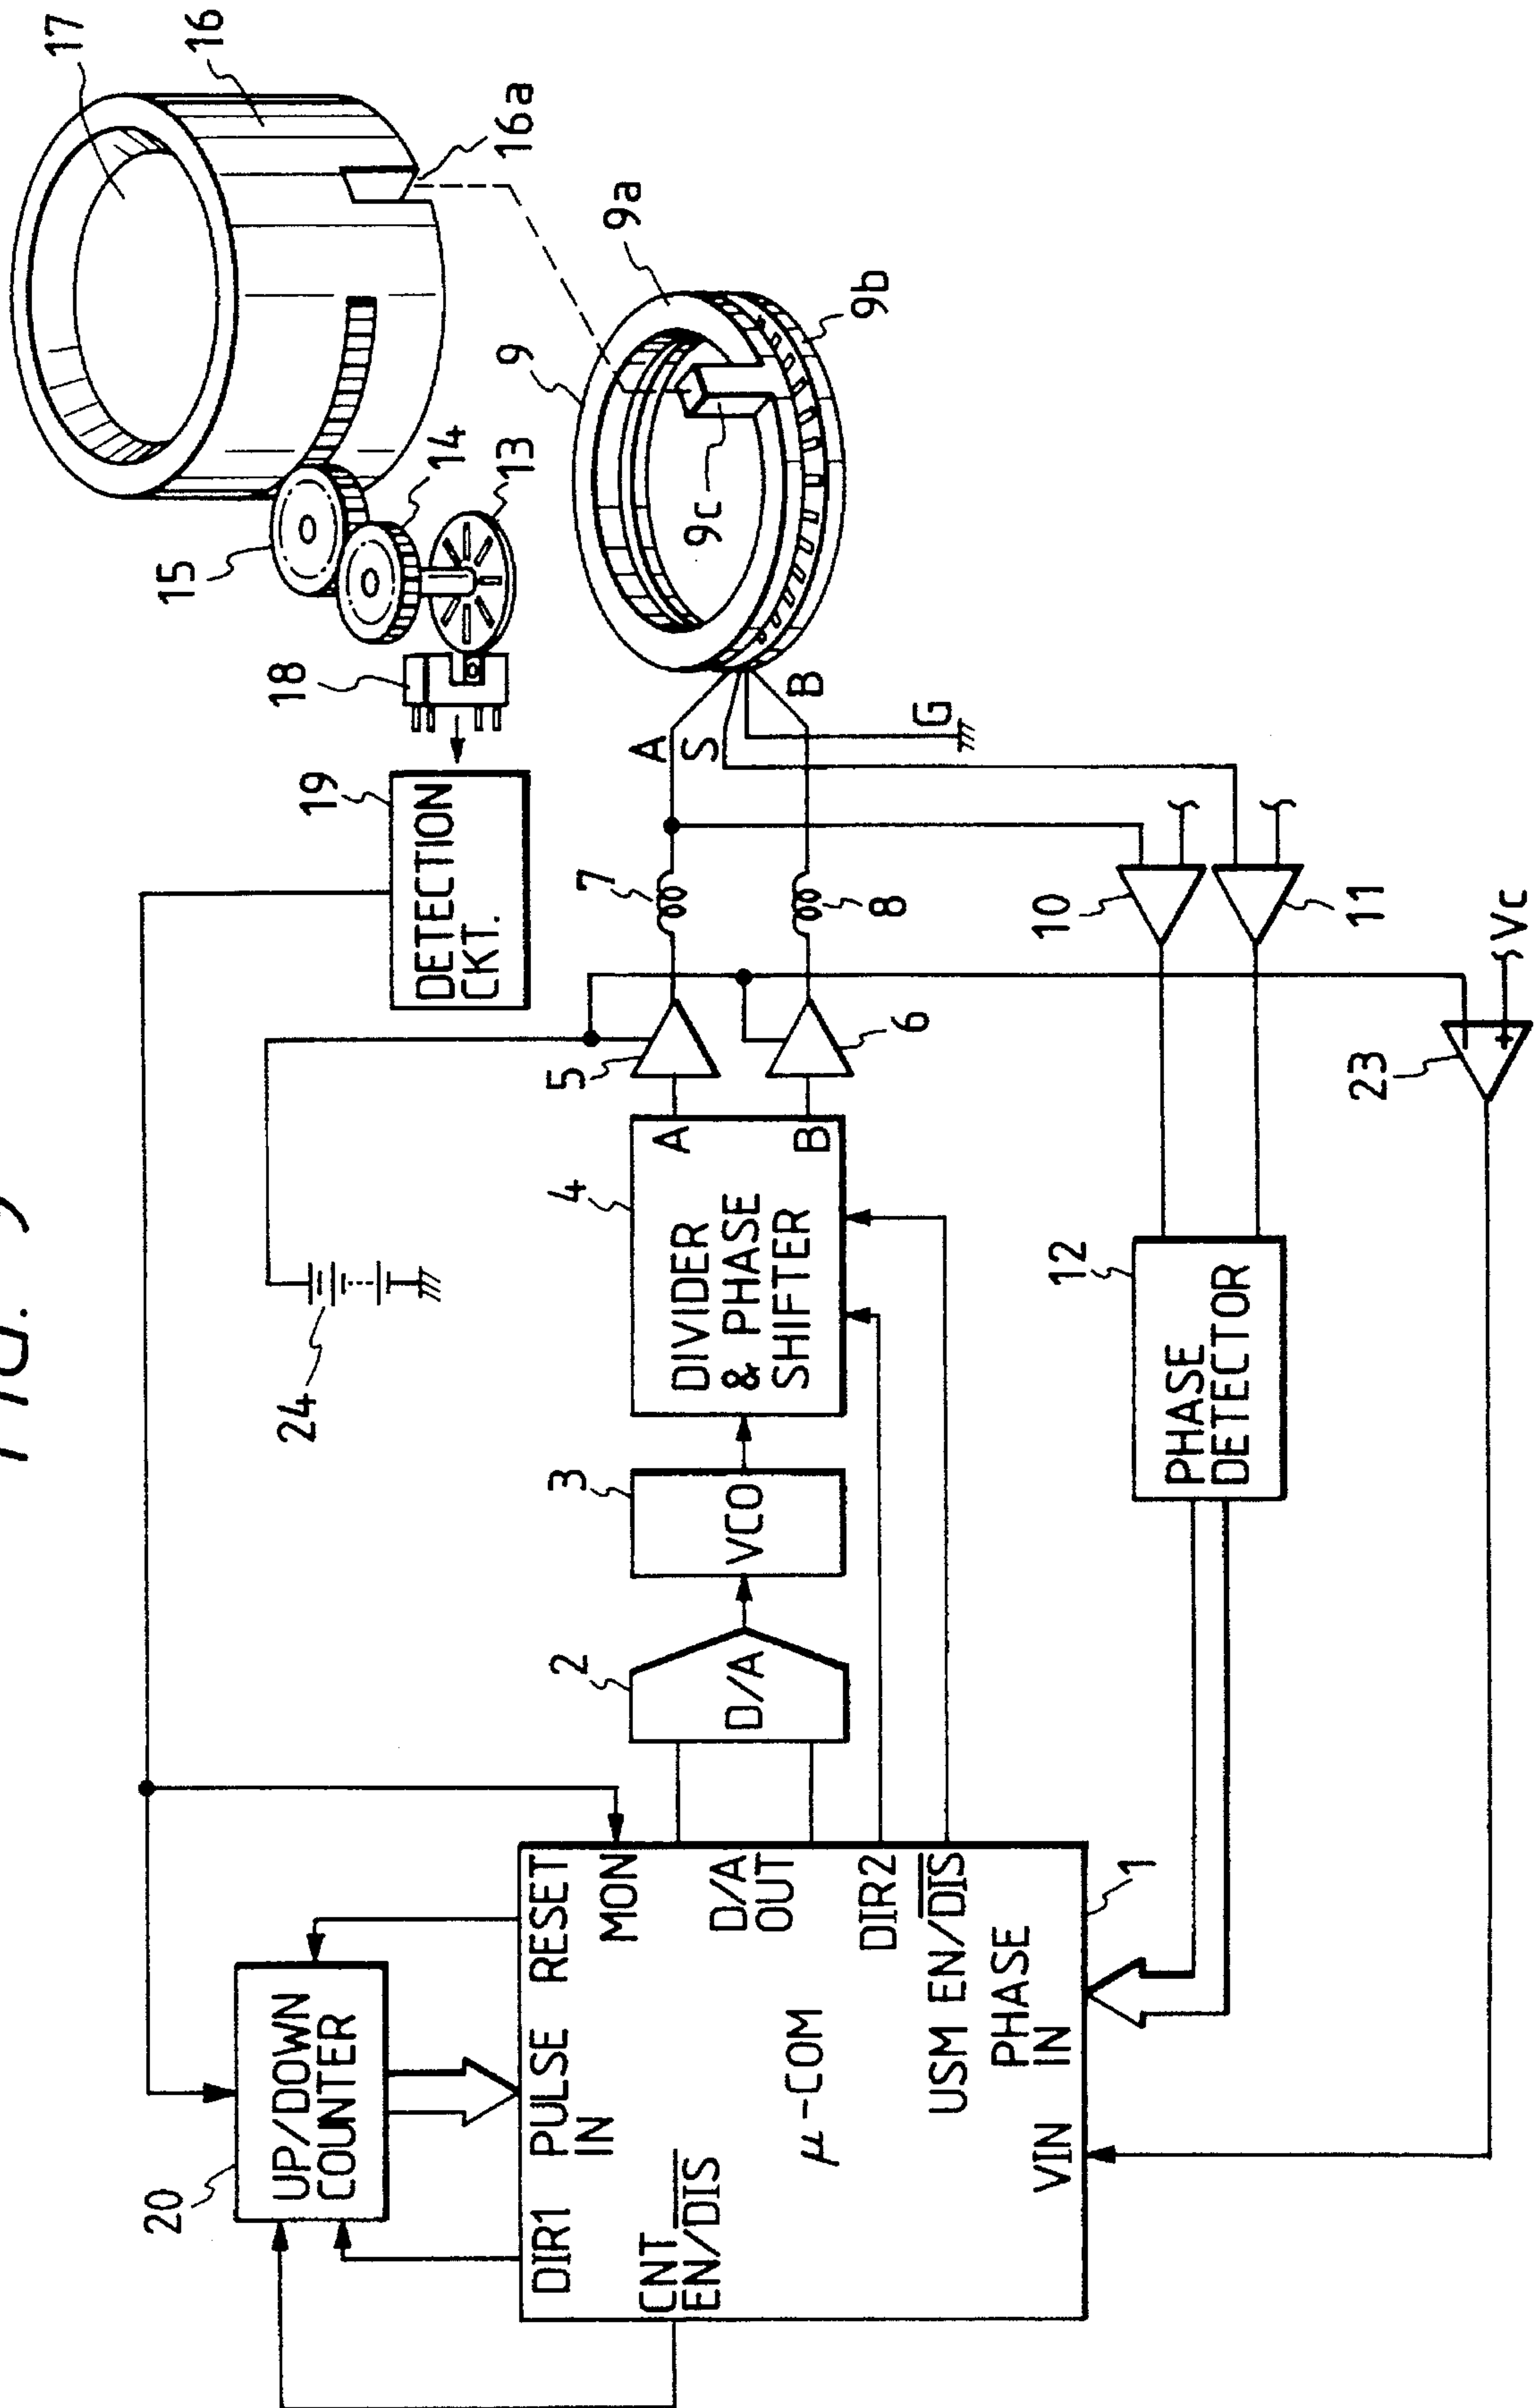 17
16
16a
9a
9
9b
9c
14
13
15
18
19
DETECTION
CKT.
A
S
B
G
7
8
10
11
Vc
5
6
23
- +
24
4
A
B
DIVIDER
& PHASE
SHIFTER
12
PHASE
DETECTOR
3
VCO
2
D/A
20
UP/DOWN
COUNTER
1
DIR1
PULSE
IN
RESET
MON
CNT
EN/DIS
D/A
OUT
DIR2
μ-COM
USM EN/DIS
PHASE
IN
VIN